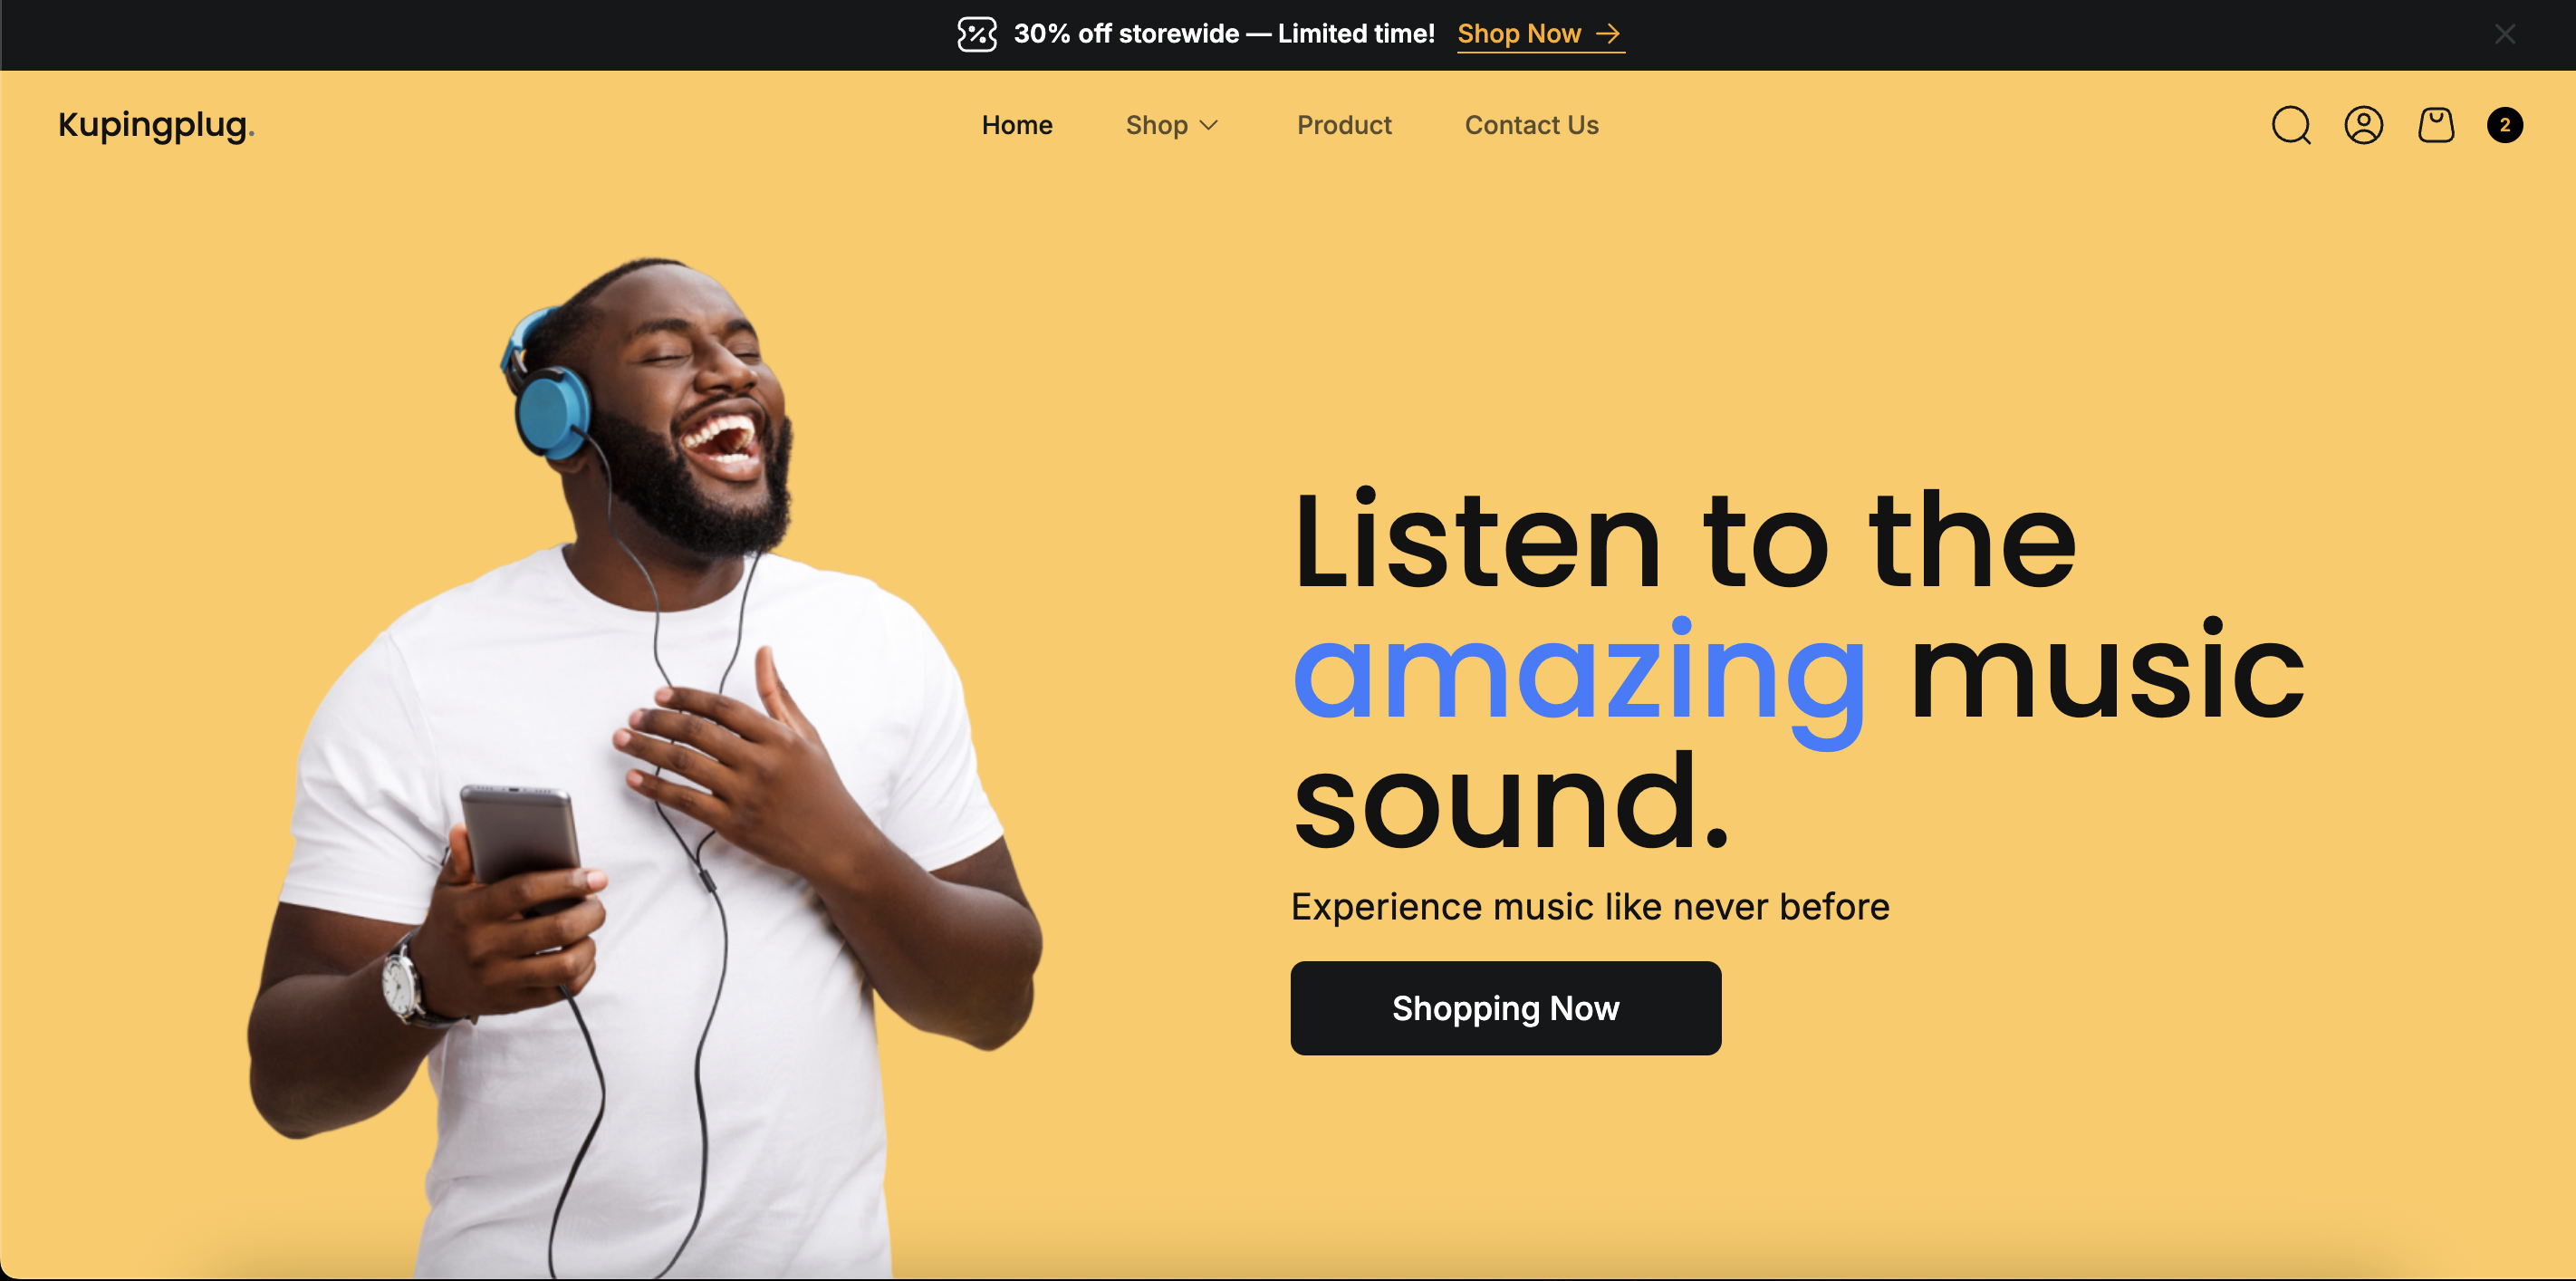 30% off storewide — Limited time! Shop Now →
Kupingplug.
Home Shop Product Contact Us
2
Listen to the
amazing music
sound.
Experience music like never before
Shopping Now